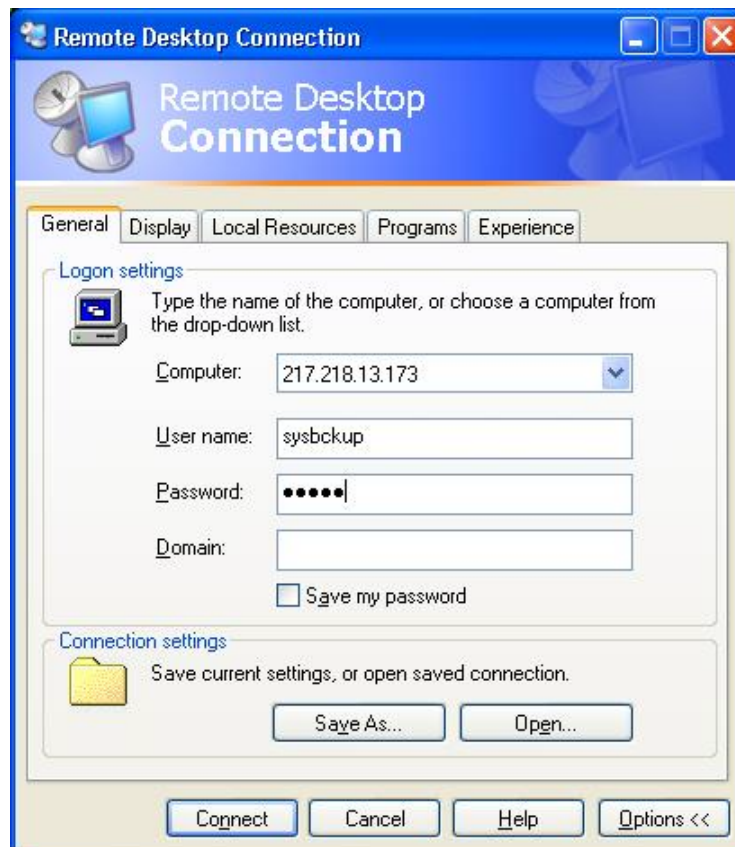 Remote Desktop Connection
Remote Desktop
Connection
General Display Local Resources Programs Experience
Logon settings
Type the name of the computer, or choose a computer from
the drop-down list.
Computer: 217.218.13.173
User name: sysbckup
Password: •••••
Domain:
Save my password
Connection settings
Save current settings, or open saved connection.
Save As... Open...
Connect Cancel Help Options <<